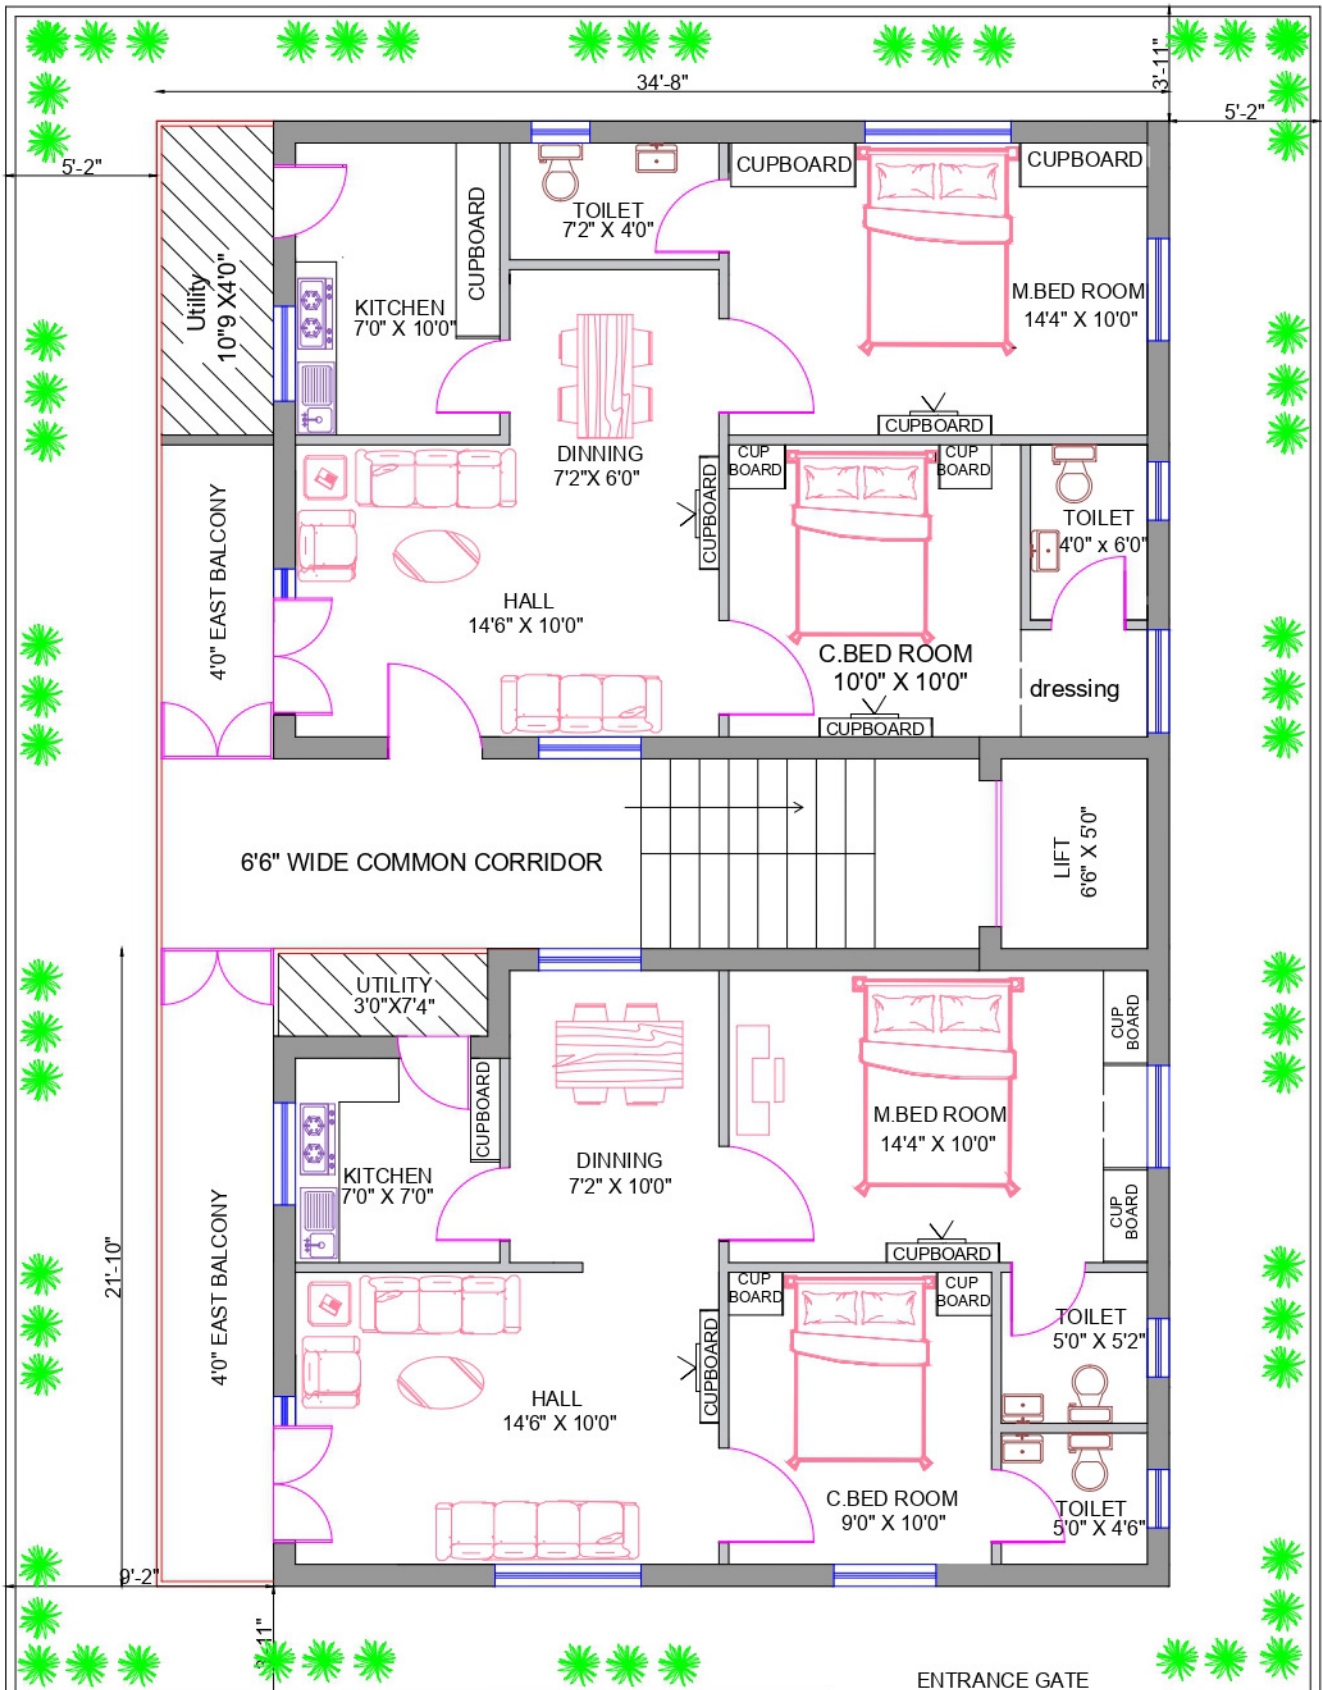 34'-8"
3'-11"
5'-2"
5'-2"
CUPBOARD
CUPBOARD
CUPBOARD
TOILET
7'2" X 4'0"
Utility
10"9 X4'0"
KITCHEN
7'0" X 10'0"
M.BED ROOM
14'4" X 10'0"
CUPBOARD
DINNING
7'2"X 6'0"
CUP
BOARD
CUP
BOARD
CUPBOARD
TOILET
4'0" x 6'0"
4'0" EAST BALCONY
HALL
14'6" X 10'0"
C.BED ROOM
10'0" X 10'0"
dressing
CUPBOARD
6'6" WIDE COMMON CORRIDOR
LIFT
6'6" X 5'0"
UTILITY
3'0"X7'4"
CUP
BOARD
CUPBOARD
M.BED ROOM
14'4" X 10'0"
KITCHEN
7'0" X 7'0"
DINNING
7'2" X 10'0"
CUP
BOARD
21'-10"
4'0" EAST BALCONY
CUPBOARD
CUP
BOARD
CUP
BOARD
CUPBOARD
TOILET
5'0" X 5'2"
HALL
14'6" X 10'0"
C.BED ROOM
9'0" X 10'0"
TOILET
5'0" X 4'6"
9'-2"
ENTRANCE GATE